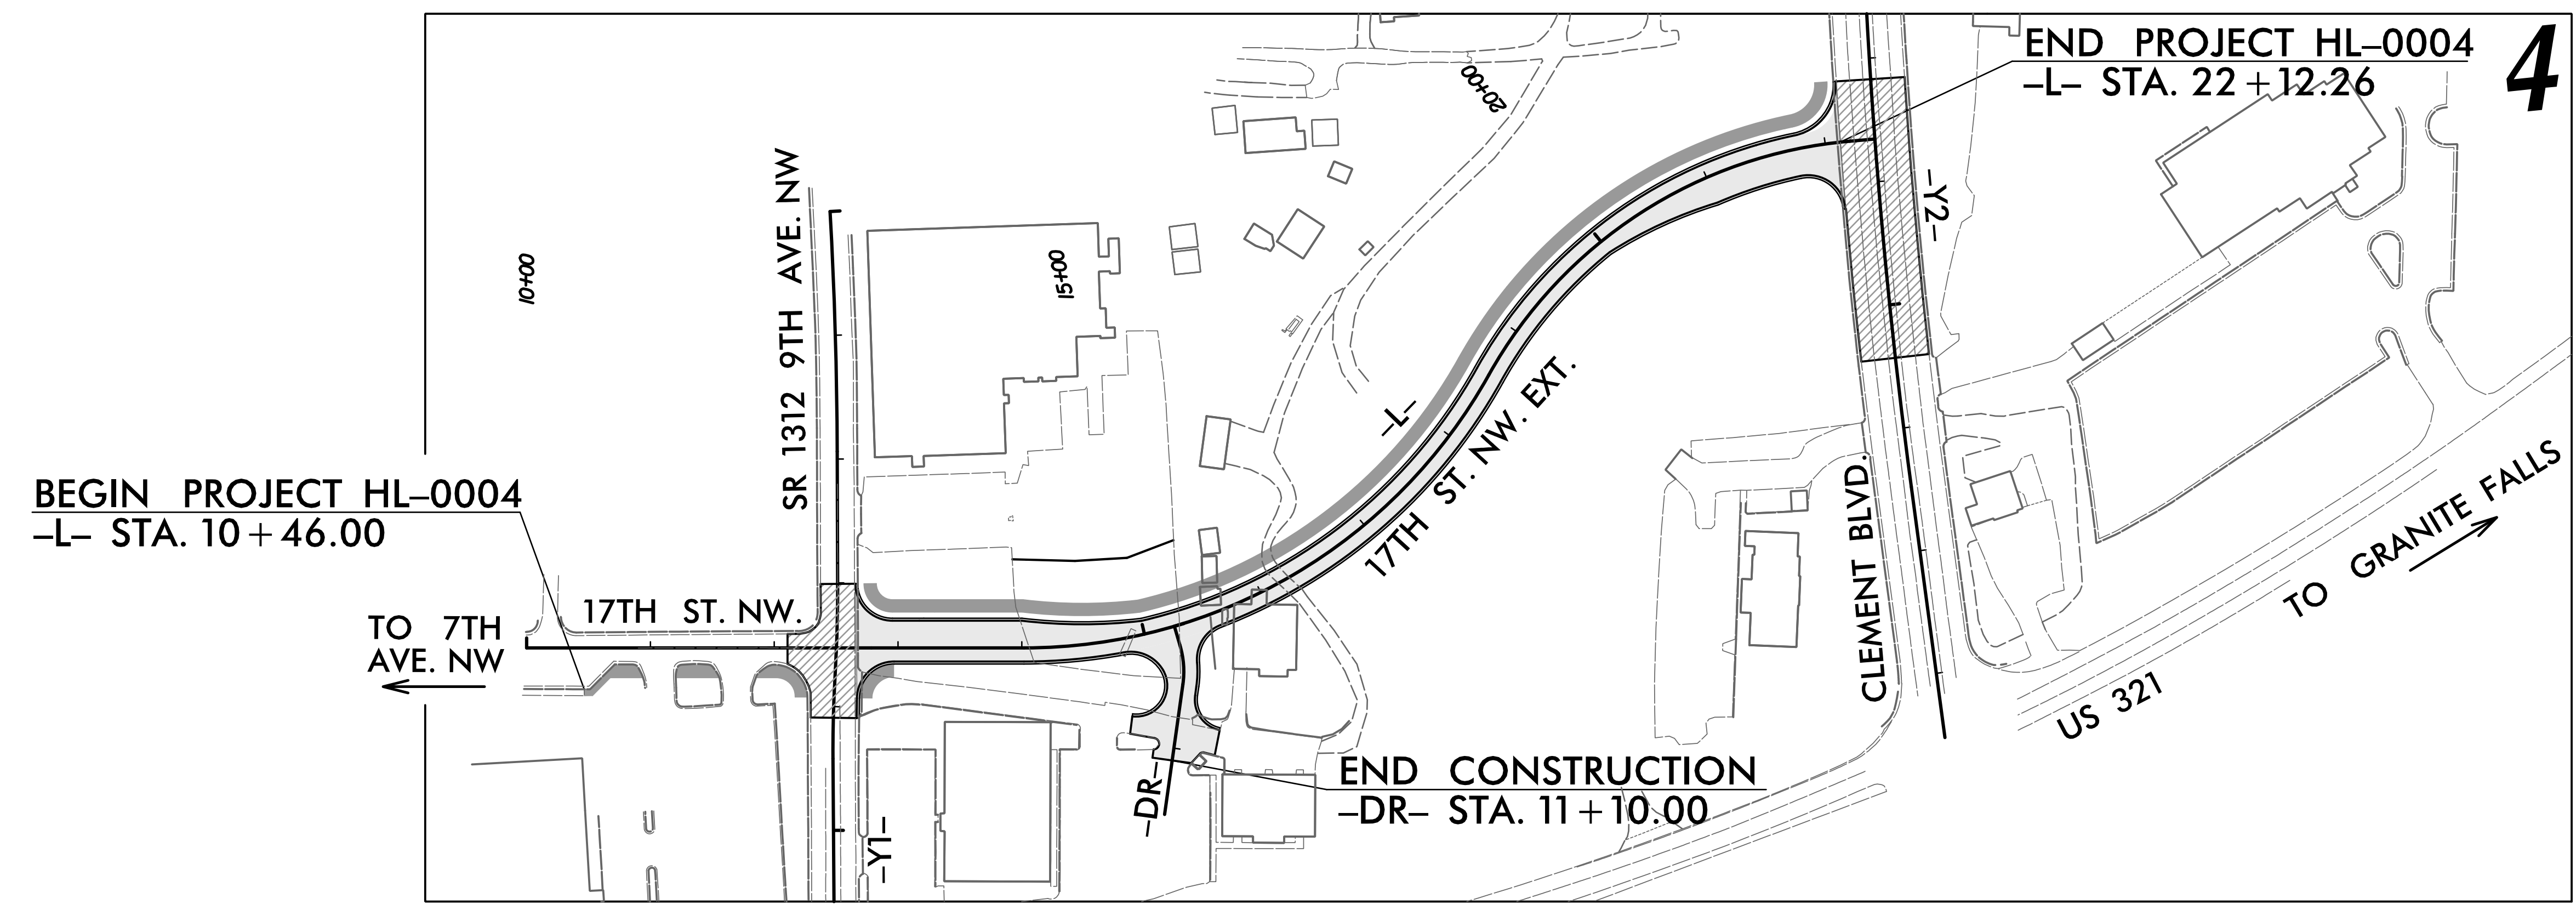 END PROJECT HL–0004
–L– STA. 22+12.26
4
20+00
SR 1312 9TH AVE. NW
–Y2–
10+00
15+00
–L–
17TH ST. NW. EXT.
BEGIN PROJECT HL–0004
–L– STA. 10+46.00
CLEMENT BLVD.
TO GRANITE FALLS
17TH ST. NW.
TO 7TH
AVE. NW
US 321
END CONSTRUCTION
–DR– STA. 11+10.00
–DR–
–Y1–